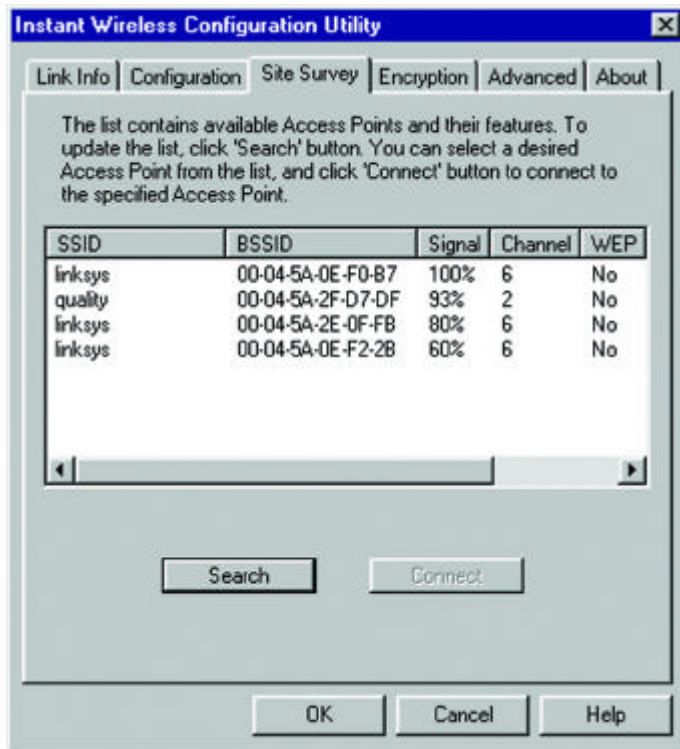 Instant Wireless Configuration Utility
Link Info Configuration Site Survey Encryption Advanced About
The list contains available Access Points and their features. To
update the list, click 'Search' button. You can select a desired
Access Point from the list, and click 'Connect' button to connect to
the specified Access Point.
SSID BSSID Signal Channel WEP
linksys 00-04-5A-0E-F0-B7 100% 6 No
quality 00-04-5A-2F-D7-DF 93% 2 No
linksys 00-04-5A-2E-0F-FB 80% 6 No
linksys 00-04-5A-0E-F2-2B 60% 6 No
Search Connect
OK Cancel Help